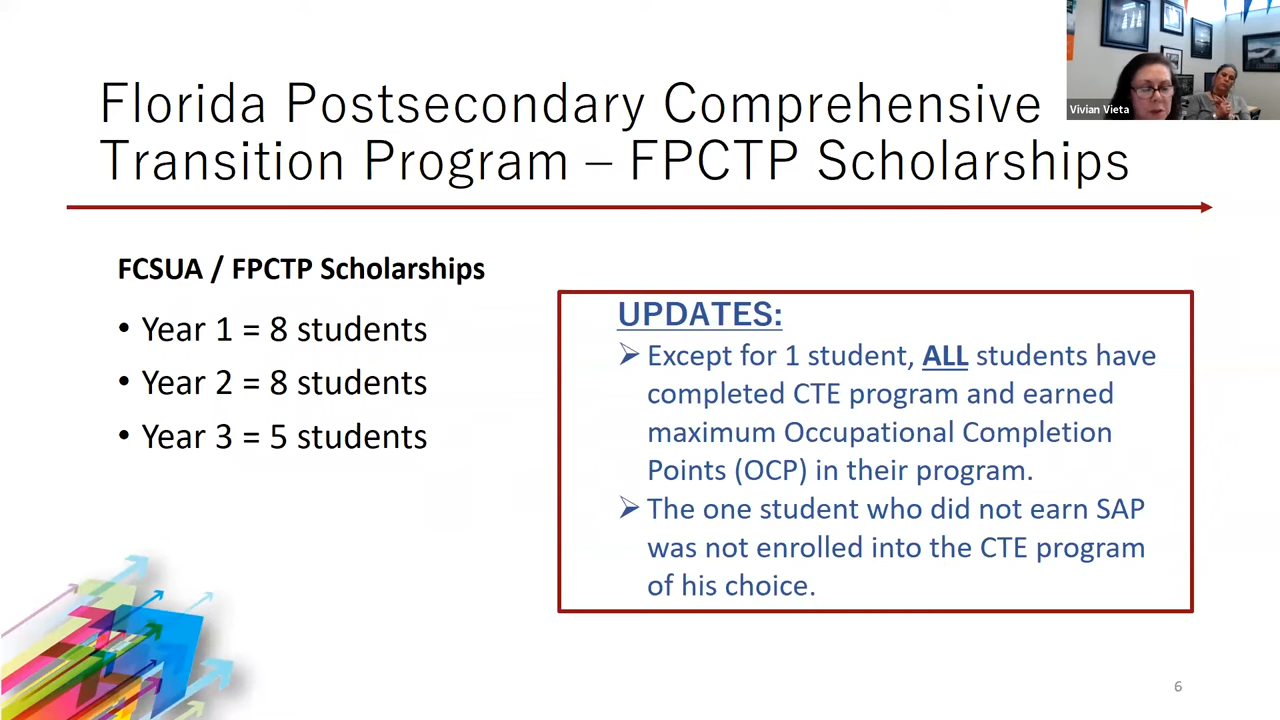 Florida Postsecondary Comprehensive
Transition Program – FPCTP Scholarships
Vivian Vieta
FCSUA / FPCTP Scholarships
• Year 1 = 8 students
• Year 2 = 8 students
• Year 3 = 5 students
UPDATES:
➢ Except for 1 student, ALL students have
completed CTE program and earned
maximum Occupational Completion
Points (OCP) in their program.
➢ The one student who did not earn SAP
was not enrolled into the CTE program
of his choice.
6